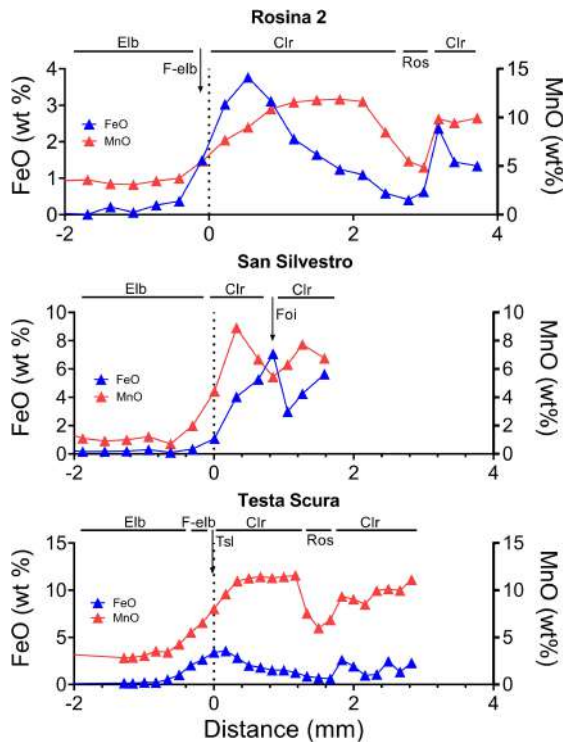 Rosina 2
Elb Clr Clr
F-elb Ros
4 15
3 10
2
1 5
0 0
FeO (wt %)
MnO (wt%)
FeO
MnO
-2 0 2 4
San Silvestro
Elb Clr Clr
Foi
10 10
8 8
6 6
4 4
2 2
0 0
FeO (wt %)
MnO (wt%)
FeO
MnO
-2 0 2 4
Testa Scura
Elb F-elb Clr Clr
Tsl Ros
15 15
10 10
5 5
0 0
FeO (wt %)
MnO (wt%)
FeO
MnO
-2 0 2 4
Distance (mm)